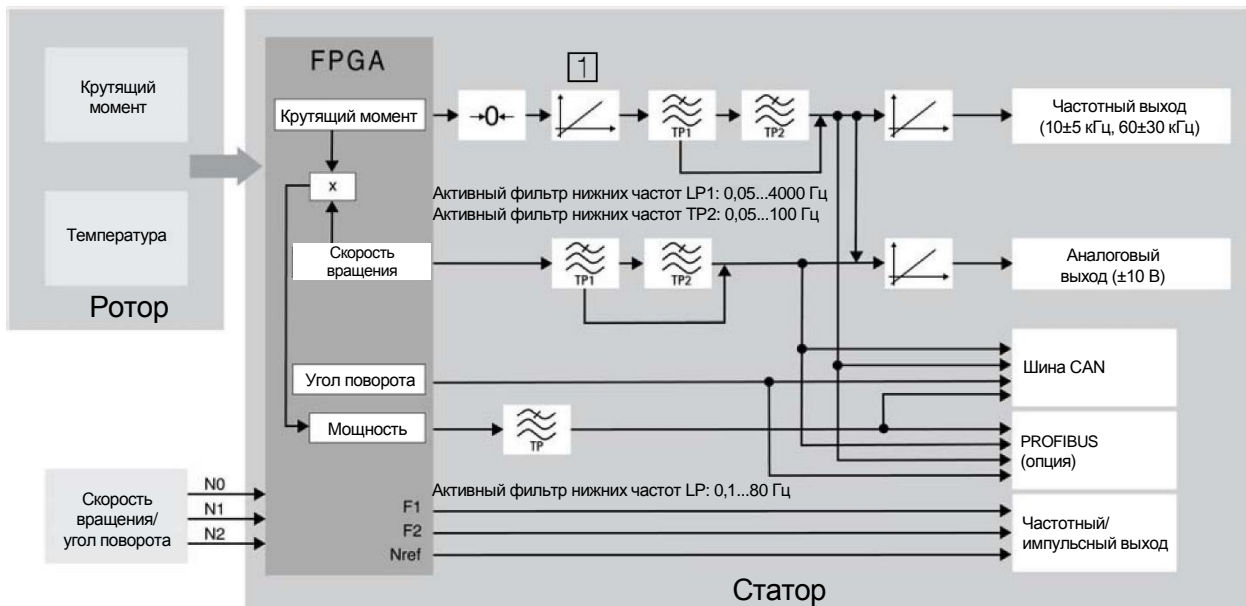 Крутящий
момент
Температура
Ротор
FPGA
Крутящий момент
x
Скорость
вращения
Угол поворота
Мощность
→0←
1
TP1
TP2
Активный фильтр нижних частот LP1: 0,05...4000 Гц
Активный фильтр нижних частот TP2: 0,05...100 Гц
TP1
TP2
TP
Активный фильтр нижних частот LP: 0,1...80 Гц
Частотный выход
(10±5 кГц, 60±30 кГц)
Аналоговый
выход (±10 В)
Шина CAN
PROFIBUS
(опция)
Частотный/
импульсный выход
Скорость
вращения/
угол поворота
N0
N1
N2
F1
F2
Nref
Статор